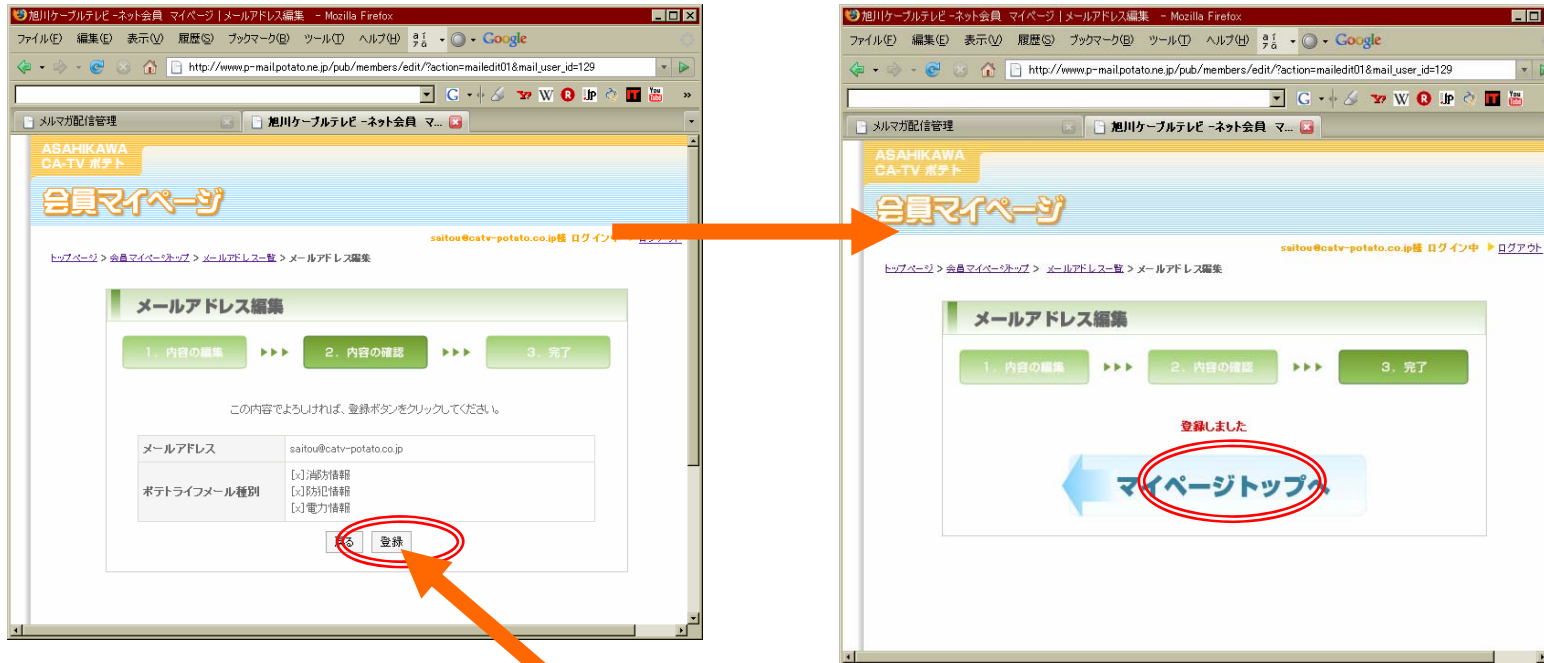 旭川ケーブルテレビ -ネット会員 マイページ | メールアドレス編集 - Mozilla Firefox
ファイル(F) 編集(E) 表示(V) 履歴(S) ブックマーク(B) ツール(T) ヘルプ(H) Google
http://www.p-mail.potato.ne.jp/pub/members/edit/?action=mailedit01&mail_user_id=129
G W R JP IT You Tube »
メルマガ配信管理 旭川ケーブルテレビ -ネット会員 マ...
ASAHIKAWA
CA-TV ポテト
会員マイページ
saitou@catv-potato.co.jp様 ログイン中 ログアウト
トップページ > 会員マイページトップ > メールアドレス一覧 > メールアドレス編集
メールアドレス編集
1. 内容の編集 2. 内容の確認 3. 完了
この内容でよろしければ、登録ボタンをクリックしてください。
メールアドレス saitou@catv-potato.co.jp
ポテトライフメール種別 [x]消防情報
[x]防犯情報
[x]電力情報
戻る 登録
旭川ケーブルテレビ -ネット会員 マイページ | メールアドレス編集 - Mozilla Firefox
ファイル(F) 編集(E) 表示(V) 履歴(S) ブックマーク(B) ツール(T) ヘルプ(H) Google
http://www.p-mail.potato.ne.jp/pub/members/edit/?action=mailedit01&mail_user_id=129
G W R JP IT You Tube
メルマガ配信管理 旭川ケーブルテレビ -ネット会員 マ...
ASAHIKAWA
CA-TV ポテト
会員マイページ
saitou@catv-potato.co.jp様 ログイン中 ログアウト
トップページ > 会員マイページトップ > メールアドレス一覧 > メールアドレス編集
メールアドレス編集
1. 内容の編集 2. 内容の確認 3. 完了
登録しました
マイページトップへ